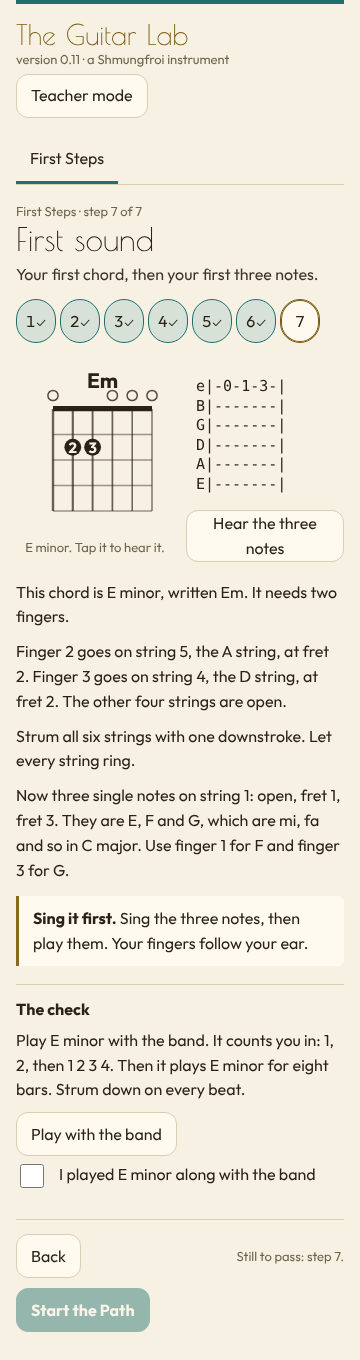 The Guitar Lab
version 0.11 · a Shmungfroi instrument
Teacher mode
First Steps
First Steps · step 7 of 7
First sound
Your first chord, then your first three notes.
1✓ 2✓ 3✓ 4✓ 5✓ 6✓ 7
Em
2 3
E minor. Tap it to hear it.
e|-0-1-3-|
B|-------|
G|-------|
D|-------|
A|-------|
E|-------|
Hear the three
notes
This chord is E minor, written Em. It needs two
fingers.
Finger 2 goes on string 5, the A string, at fret
2. Finger 3 goes on string 4, the D string, at
fret 2. The other four strings are open.
Strum all six strings with one downstroke. Let
every string ring.
Now three single notes on string 1: open, fret 1,
fret 3. They are E, F and G, which are mi, fa
and so in C major. Use finger 1 for F and finger
3 for G.
Sing it first. Sing the three notes, then
play them. Your fingers follow your ear.
The check
Play E minor with the band. It counts you in: 1,
2, then 1 2 3 4. Then it plays E minor for eight
bars. Strum down on every beat.
Play with the band
I played E minor along with the band
Back
Still to pass: step 7.
Start the Path